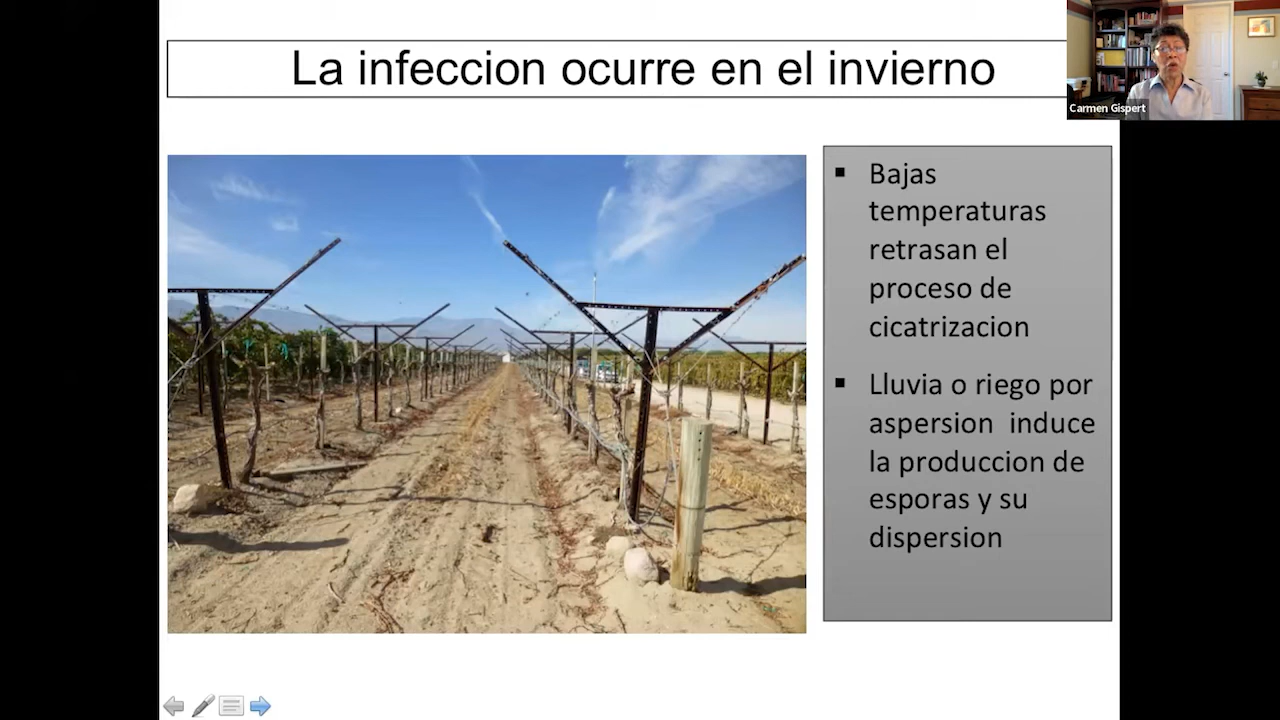 La infeccion ocurre en el invierno
Carmen Gispert
▪ Bajas
temperaturas
retrasan el
proceso de
cicatrizacion
▪ Lluvia o riego por
aspersion induce
la produccion de
esporas y su
dispersion